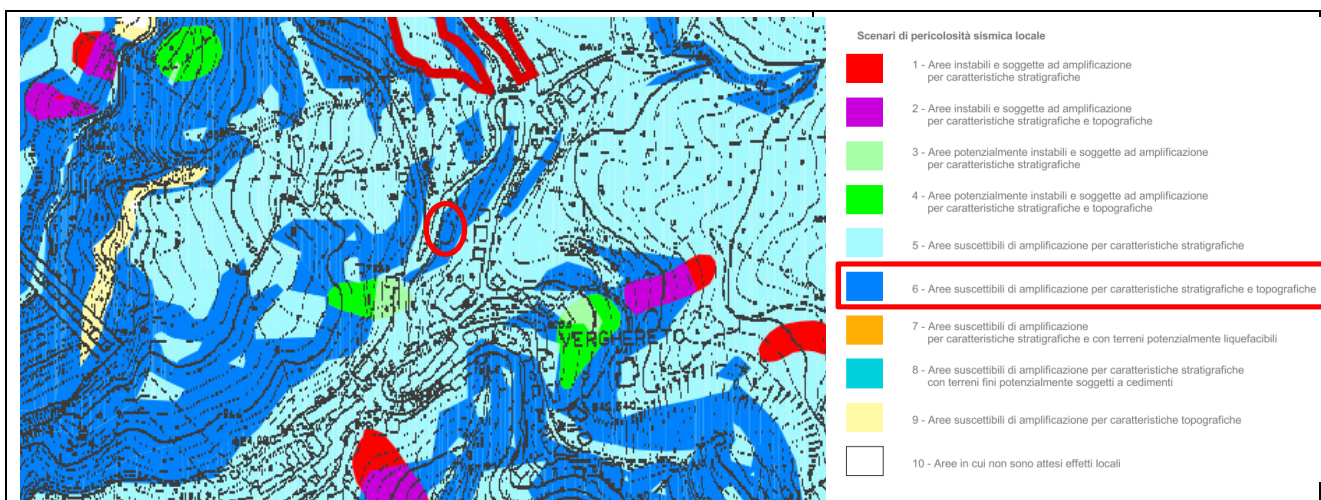 VERGHERETO
Scenari di pericolosità sismica locale
1 - Aree instabili e soggette ad amplificazione
per caratteristiche stratigrafiche
2 - Aree instabili e soggette ad amplificazione
per caratteristiche stratigrafiche e topografiche
3 - Aree potenzialmente instabili e soggette ad amplificazione
per caratteristiche stratigrafiche
4 - Aree potenzialmente instabili e soggette ad amplificazione
per caratteristiche stratigrafiche e topografiche
5 - Aree suscettibili di amplificazione per caratteristiche stratigrafiche
6 - Aree suscettibili di amplificazione per caratteristiche stratigrafiche e topografiche
7 - Aree suscettibili di amplificazione
per caratteristiche stratigrafiche e con terreni potenzialmente liquefacibili
8 - Aree suscettibili di amplificazione per caratteristiche stratigrafiche
con terreni fini potenzialmente soggetti a cedimenti
9 - Aree suscettibili di amplificazione per caratteristiche topografiche
10 - Aree in cui non sono attesi effetti locali